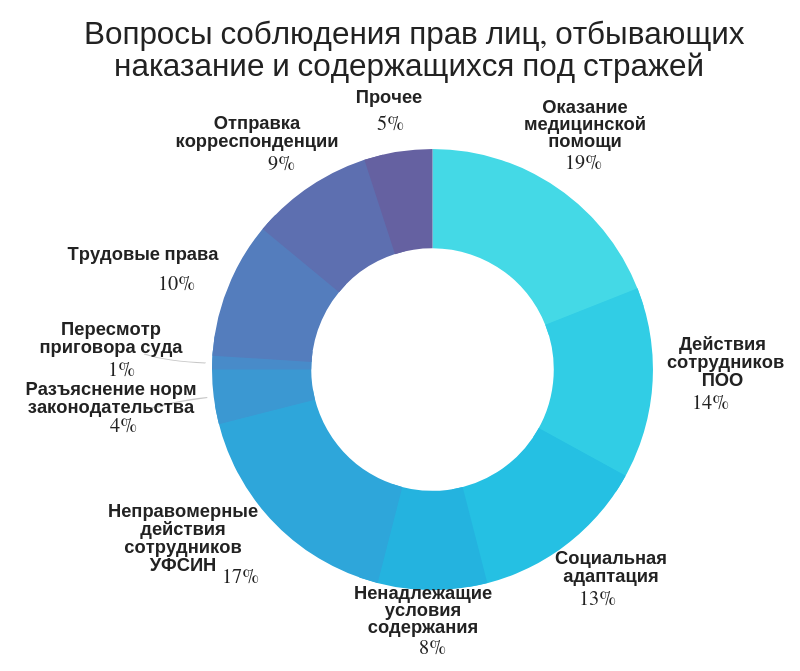 Вопросы соблюдения прав лиц, отбывающих
наказание и содержащихся под стражей
Прочее
5%
Оказание
медицинской
помощи
19%
Отправка
корреспонденции
9%
Трудовые права
10%
Пересмотр
приговора суда
1%
Разъяснение норм
законодательства
4%
Действия
сотрудников
ПОО
14%
Неправомерные
действия
сотрудников
УФСИН 17%
Социальная
адаптация
13%
Ненадлежащие
условия
содержания
8%